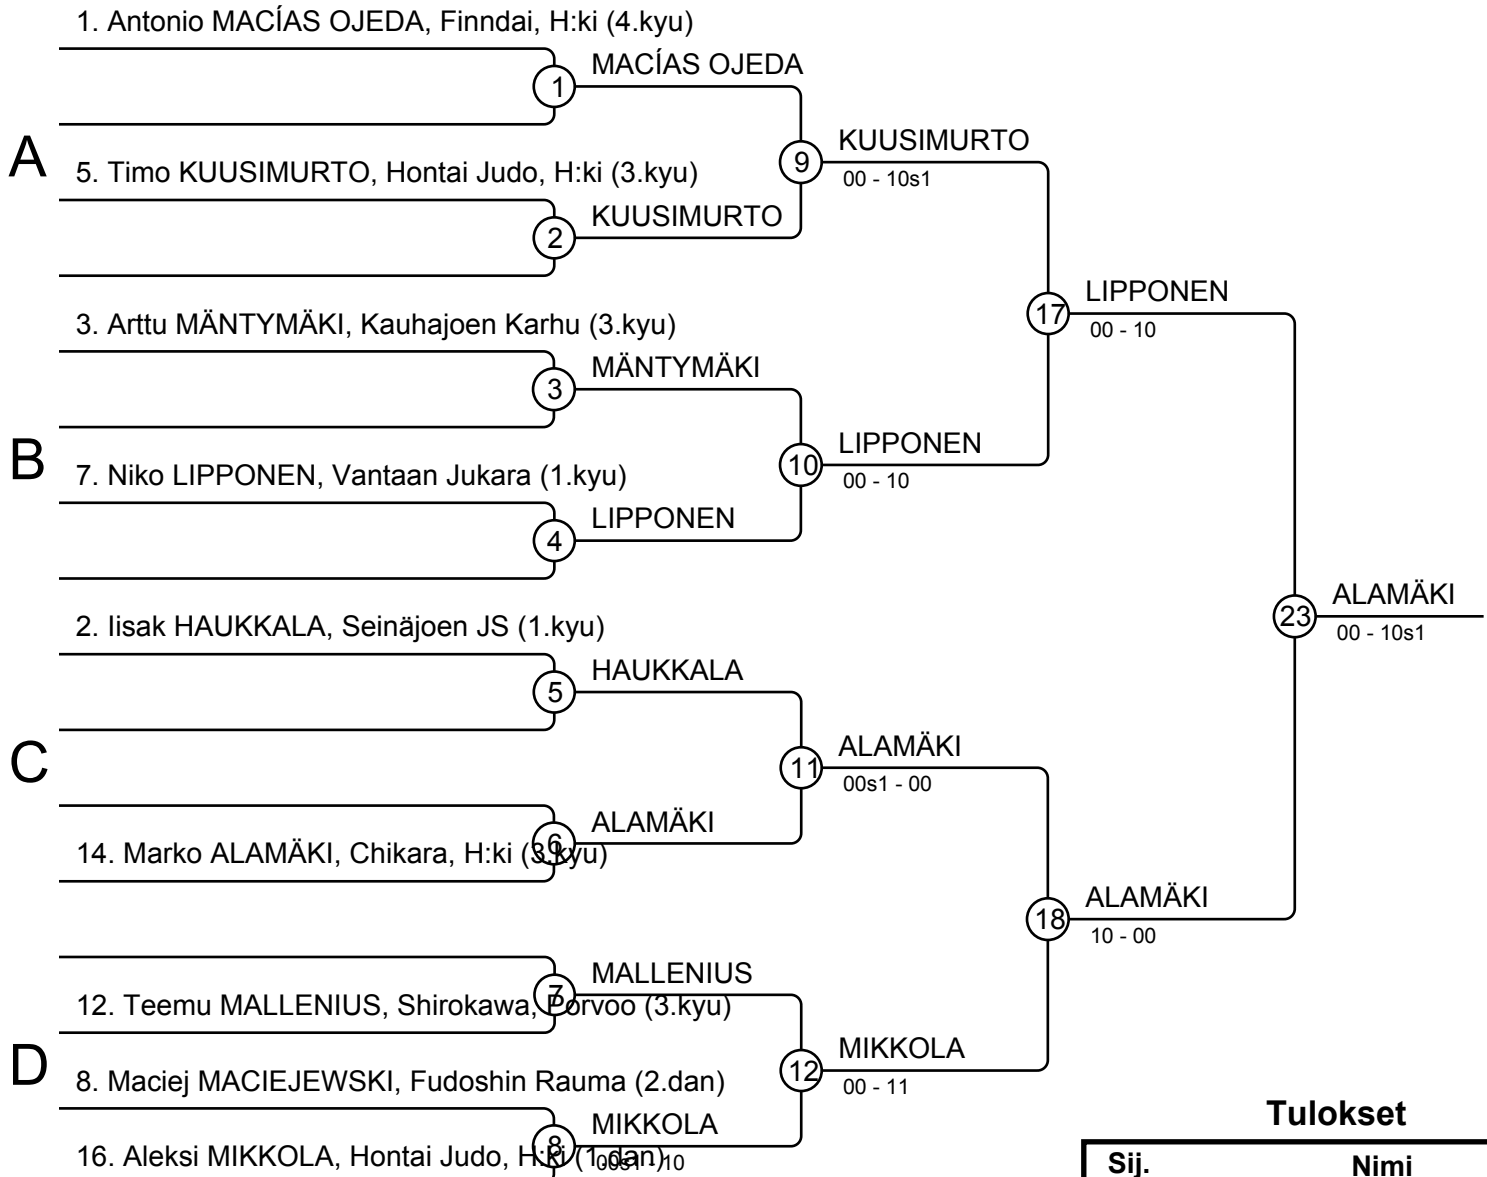 1. Antonio MACÍAS OJEDA, Finndai, H:ki (4.kyu)
1
MACÍAS OJEDA
A
5. Timo KUUSIMURTO, Hontai Judo, H:ki (3.kyu)
2
KUUSIMURTO
9
KUUSIMURTO
00 - 10s1
3. Arttu MÄNTYMÄKI, Kauhajoen Karhu (3.kyu)
3
MÄNTYMÄKI
B
7. Niko LIPPONEN, Vantaan Jukara (1.kyu)
4
LIPPONEN
10
LIPPONEN
00 - 10
17
LIPPONEN
00 - 10
2. Iisak HAUKKALA, Seinäjoen JS (1.kyu)
5
HAUKKALA
C
14. Marko ALAMÄKI, Chikara, H:ki (3.kyu)
6
ALAMÄKI
11
ALAMÄKI
00s1 - 00
12. Teemu MALLENIUS, Shirokawa, Porvoo (3.kyu)
7
MALLENIUS
D
8. Maciej MACIEJEWSKI, Fudoshin Rauma (2.dan)
16. Aleksi MIKKOLA, Hontai Judo, H:ki (1.dan)
8
MIKKOLA
00s1 - 10
12
MIKKOLA
00 - 11
18
ALAMÄKI
10 - 00
23
ALAMÄKI
00 - 10s1
Tulokset
Sij. Nimi